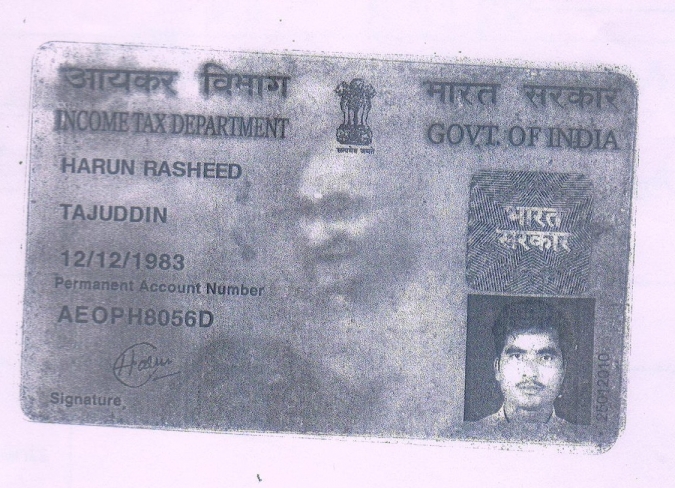 आयकर विभाग
भारत सरकार
INCOME TAX DEPARTMENT
GOVT. OF INDIA
HARUN RASHEED
TAJUDDIN
12/12/1983
Permanent Account Number
AEOPH8056D
भारत
सरकार
Harun
Signature
25012010
सत्यमेव जयते